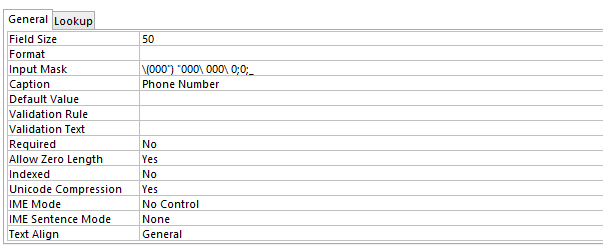 General Lookup
Field Size 50
Format
Input Mask \(000") "000\ 000\ 0;0;_
Caption Phone Number
Default Value
Validation Rule
Validation Text
Required No
Allow Zero Length Yes
Indexed No
Unicode Compression Yes
IME Mode No Control
IME Sentence Mode None
Text Align General